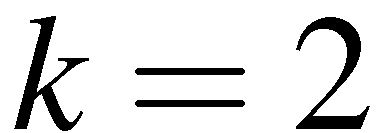 k = 2